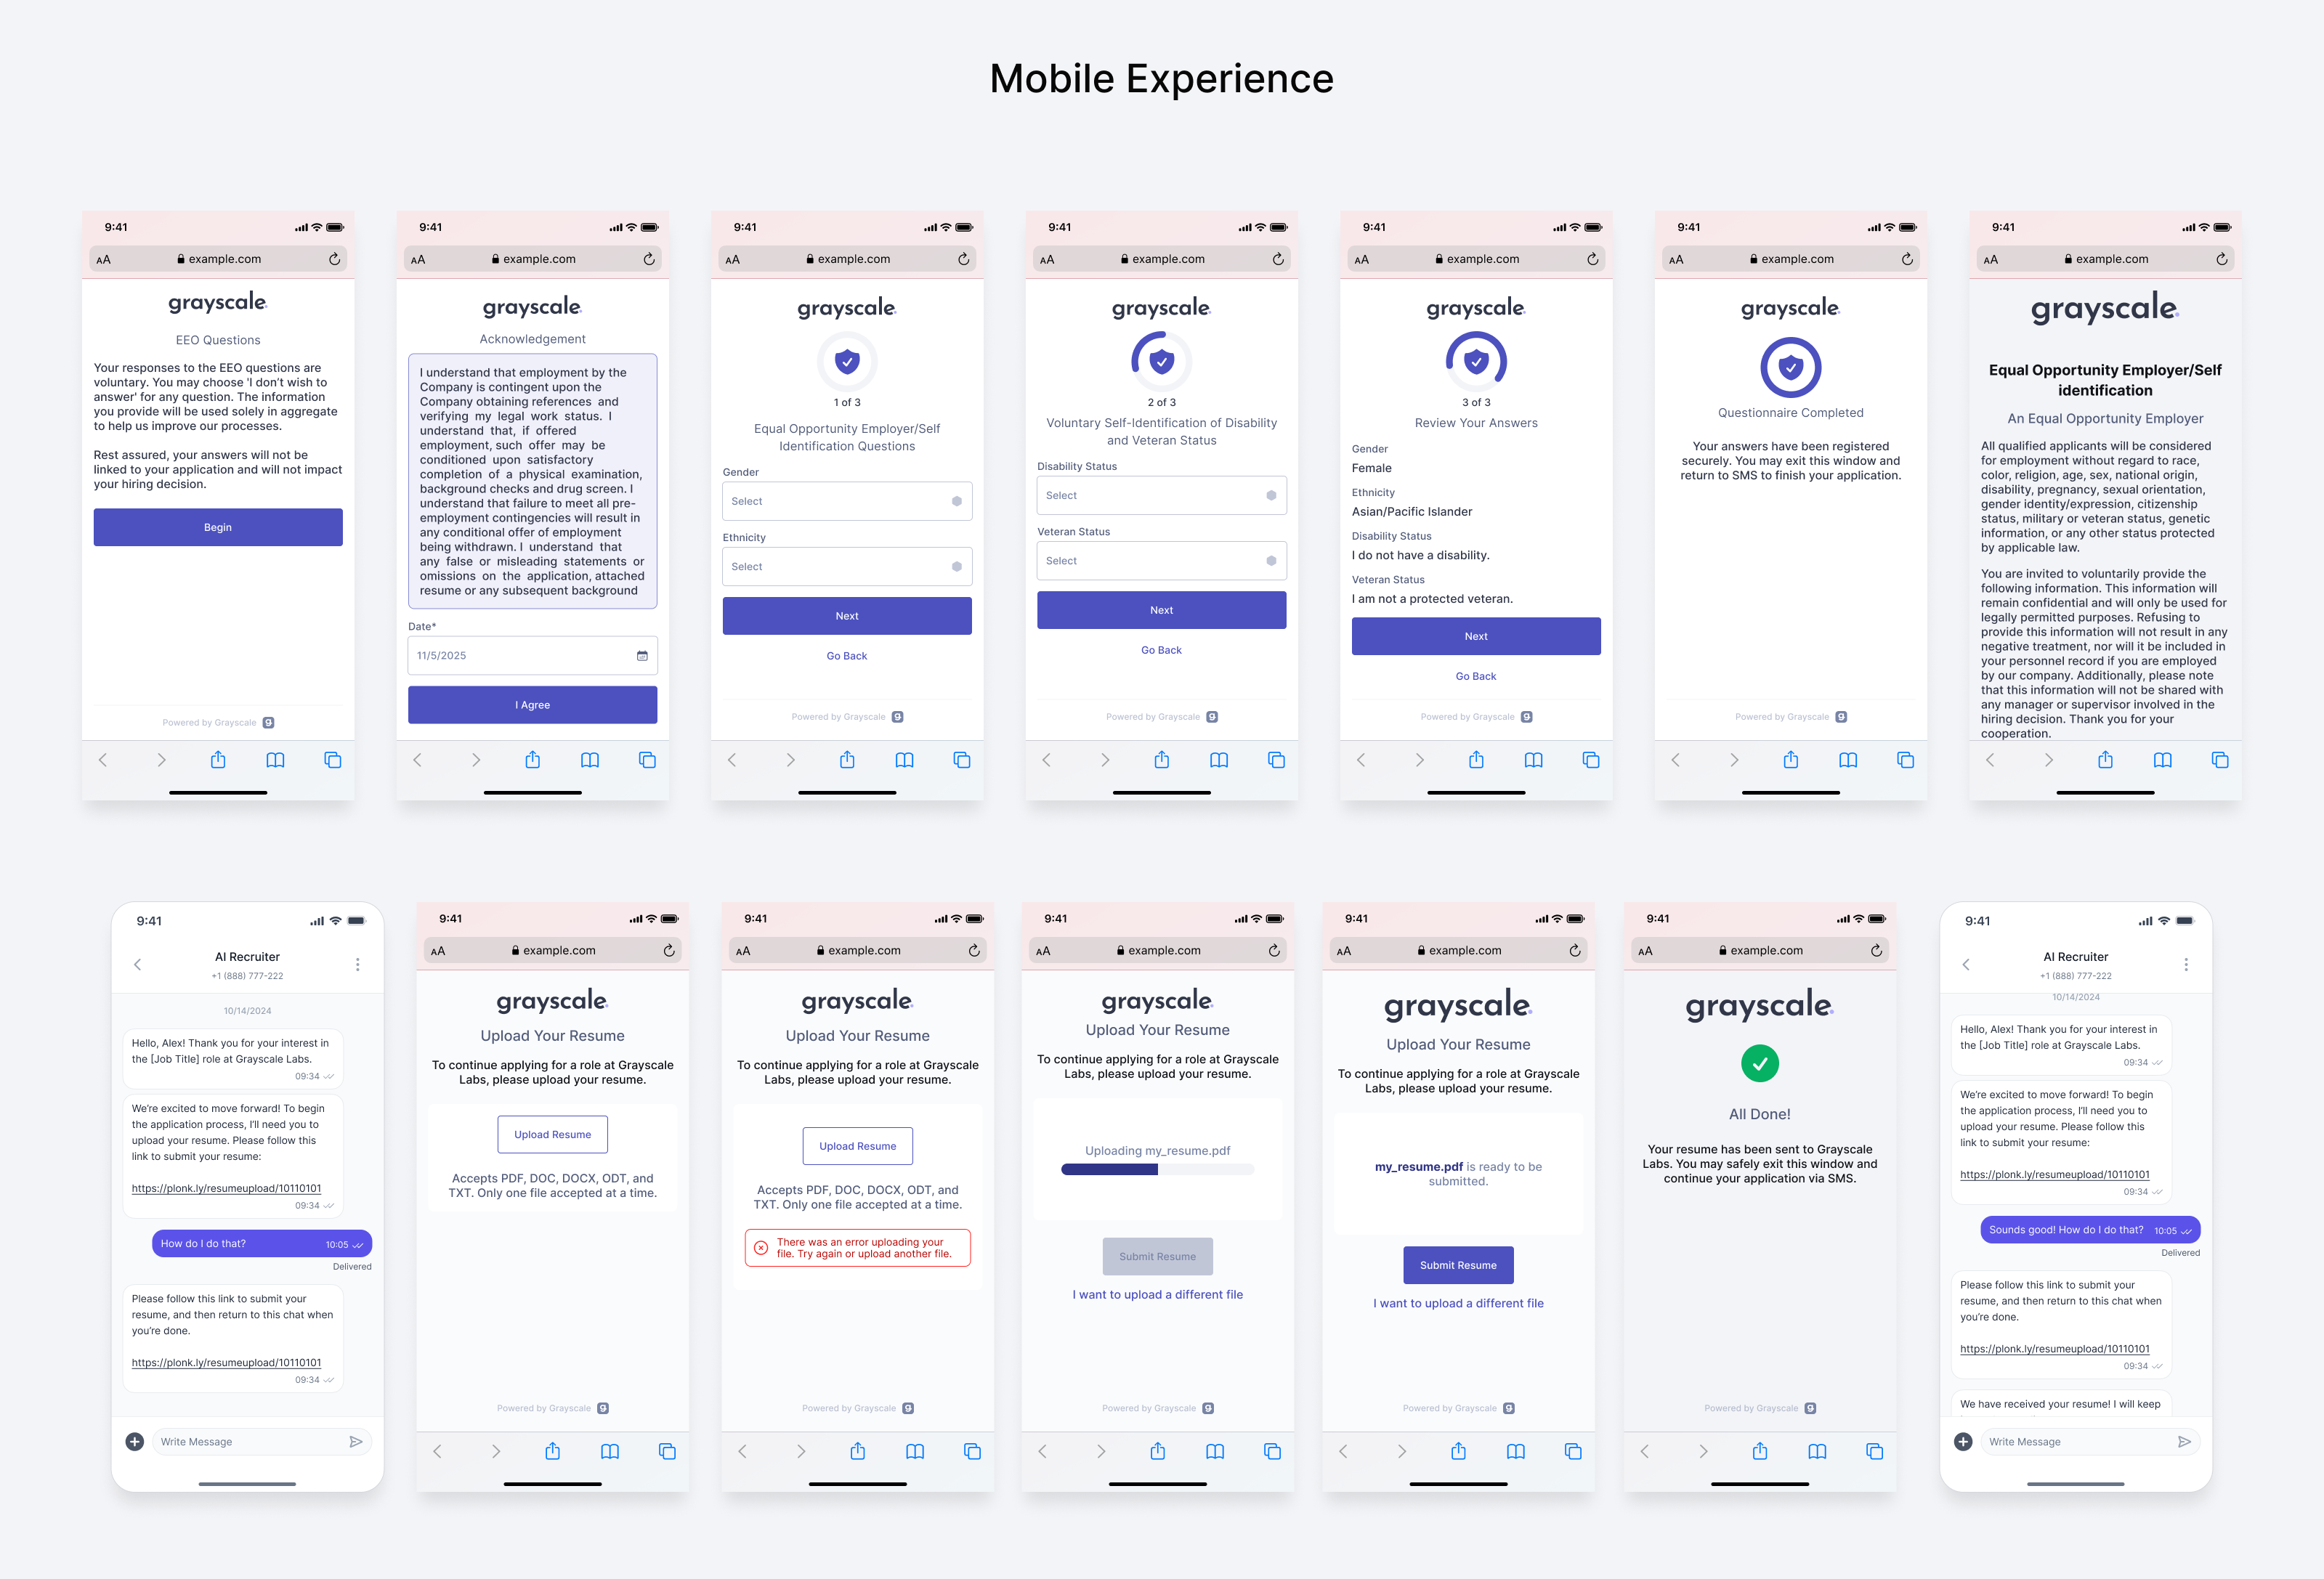 Mobile Experience
9:41
AA example.com
grayscale.
EEO Questions
Your responses to the EEO questions are
voluntary. You may choose 'I don't wish to
answer' for any question. The information
you provide will be used solely in aggregate
to help us improve our processes.
Rest assured, your answers will not be
linked to your application and will not impact
your hiring decision.
Begin
Powered by Grayscale g
9:41
AA example.com
grayscale.
Acknowledgement
I understand that employment by the
Company is contingent upon the
Company obtaining references and
verifying my legal work status. I
understand that, if offered
employment, such offer may be
conditioned upon satisfactory
completion of a physical examination,
background checks and drug screen. I
understand that failure to meet all pre-
employment contingencies will result in
any conditional offer of employment
being withdrawn. I understand that
any false or misleading statements or
omissions on the application, attached
resume or any subsequent background
Date*
11/5/2025
I Agree
9:41
AA example.com
grayscale.
1 of 3
Equal Opportunity Employer/Self
Identification Questions
Gender
Select
Ethnicity
Select
Next
Go Back
Powered by Grayscale g
9:41
AA example.com
grayscale.
2 of 3
Voluntary Self-Identification of Disability
and Veteran Status
Disability Status
Select
Veteran Status
Select
Next
Go Back
Powered by Grayscale g
9:41
AA example.com
grayscale.
3 of 3
Review Your Answers
Gender
Female
Ethnicity
Asian/Pacific Islander
Disability Status
I do not have a disability.
Veteran Status
I am not a protected veteran.
Next
Go Back
Powered by Grayscale g
9:41
AA example.com
grayscale.
Questionnaire Completed
Your answers have been registered
securely. You may exit this window and
return to SMS to finish your application.
Powered by Grayscale g
9:41
AA example.com
grayscale.
Equal Opportunity Employer/Self
identification
An Equal Opportunity Employer
All qualified applicants will be considered
for employment without regard to race,
color, religion, age, sex, national origin,
disability, pregnancy, sexual orientation,
gender identity/expression, citizenship
status, military or veteran status, genetic
information, or any other status protected
by applicable law.
You are invited to voluntarily provide the
following information. This information will
remain confidential and will only be used for
legally permitted purposes. Refusing to
provide this information will not result in any
negative treatment, nor will it be included in
your personnel record if you are employed
by our company. Additionally, please note
that this information will not be shared with
any manager or supervisor involved in the
hiring decision. Thank you for your
cooperation.
9:41
AI Recruiter
+1 (888) 777-222
10/14/2024
Hello, Alex! Thank you for your interest in
the [Job Title] role at Grayscale Labs.
09:34
We're excited to move forward! To begin
the application process, I'll need you to
upload your resume. Please follow this
link to submit your resume:
https://plonk.ly/resumeupload/10110101
09:34
How do I do that? 10:05
Delivered
Please follow this link to submit your
resume, and then return to this chat when
you're done.
https://plonk.ly/resumeupload/10110101
09:34
Write Message
9:41
AA example.com
grayscale.
Upload Your Resume
To continue applying for a role at Grayscale
Labs, please upload your resume.
Upload Resume
Accepts PDF, DOC, DOCX, ODT, and
TXT. Only one file accepted at a time.
Powered by Grayscale g
9:41
AA example.com
grayscale.
Upload Your Resume
To continue applying for a role at Grayscale
Labs, please upload your resume.
Upload Resume
Accepts PDF, DOC, DOCX, ODT, and
TXT. Only one file accepted at a time.
There was an error uploading your
file. Try again or upload another file.
Powered by Grayscale g
9:41
AA example.com
grayscale.
Upload Your Resume
To continue applying for a role at Grayscale
Labs, please upload your resume.
Uploading my_resume.pdf
Submit Resume
I want to upload a different file
Powered by Grayscale g
9:41
AA example.com
grayscale.
Upload Your Resume
To continue applying for a role at Grayscale
Labs, please upload your resume.
my_resume.pdf is ready to be
submitted.
Submit Resume
I want to upload a different file
Powered by Grayscale g
9:41
AA example.com
grayscale.
All Done!
Your resume has been sent to Grayscale
Labs. You may safely exit this window and
continue your application via SMS.
Powered by Grayscale g
9:41
AI Recruiter
+1 (888) 777-222
10/14/2024
Hello, Alex! Thank you for your interest in
the [Job Title] role at Grayscale Labs.
09:34
We're excited to move forward! To begin
the application process, I'll need you to
upload your resume. Please follow this
link to submit your resume:
https://plonk.ly/resumeupload/10110101
09:34
Sounds good! How do I do that? 10:05
Delivered
Please follow this link to submit your
resume, and then return to this chat when
you're done.
https://plonk.ly/resumeupload/10110101
09:34
We have received your resume! I will keep
Write Message